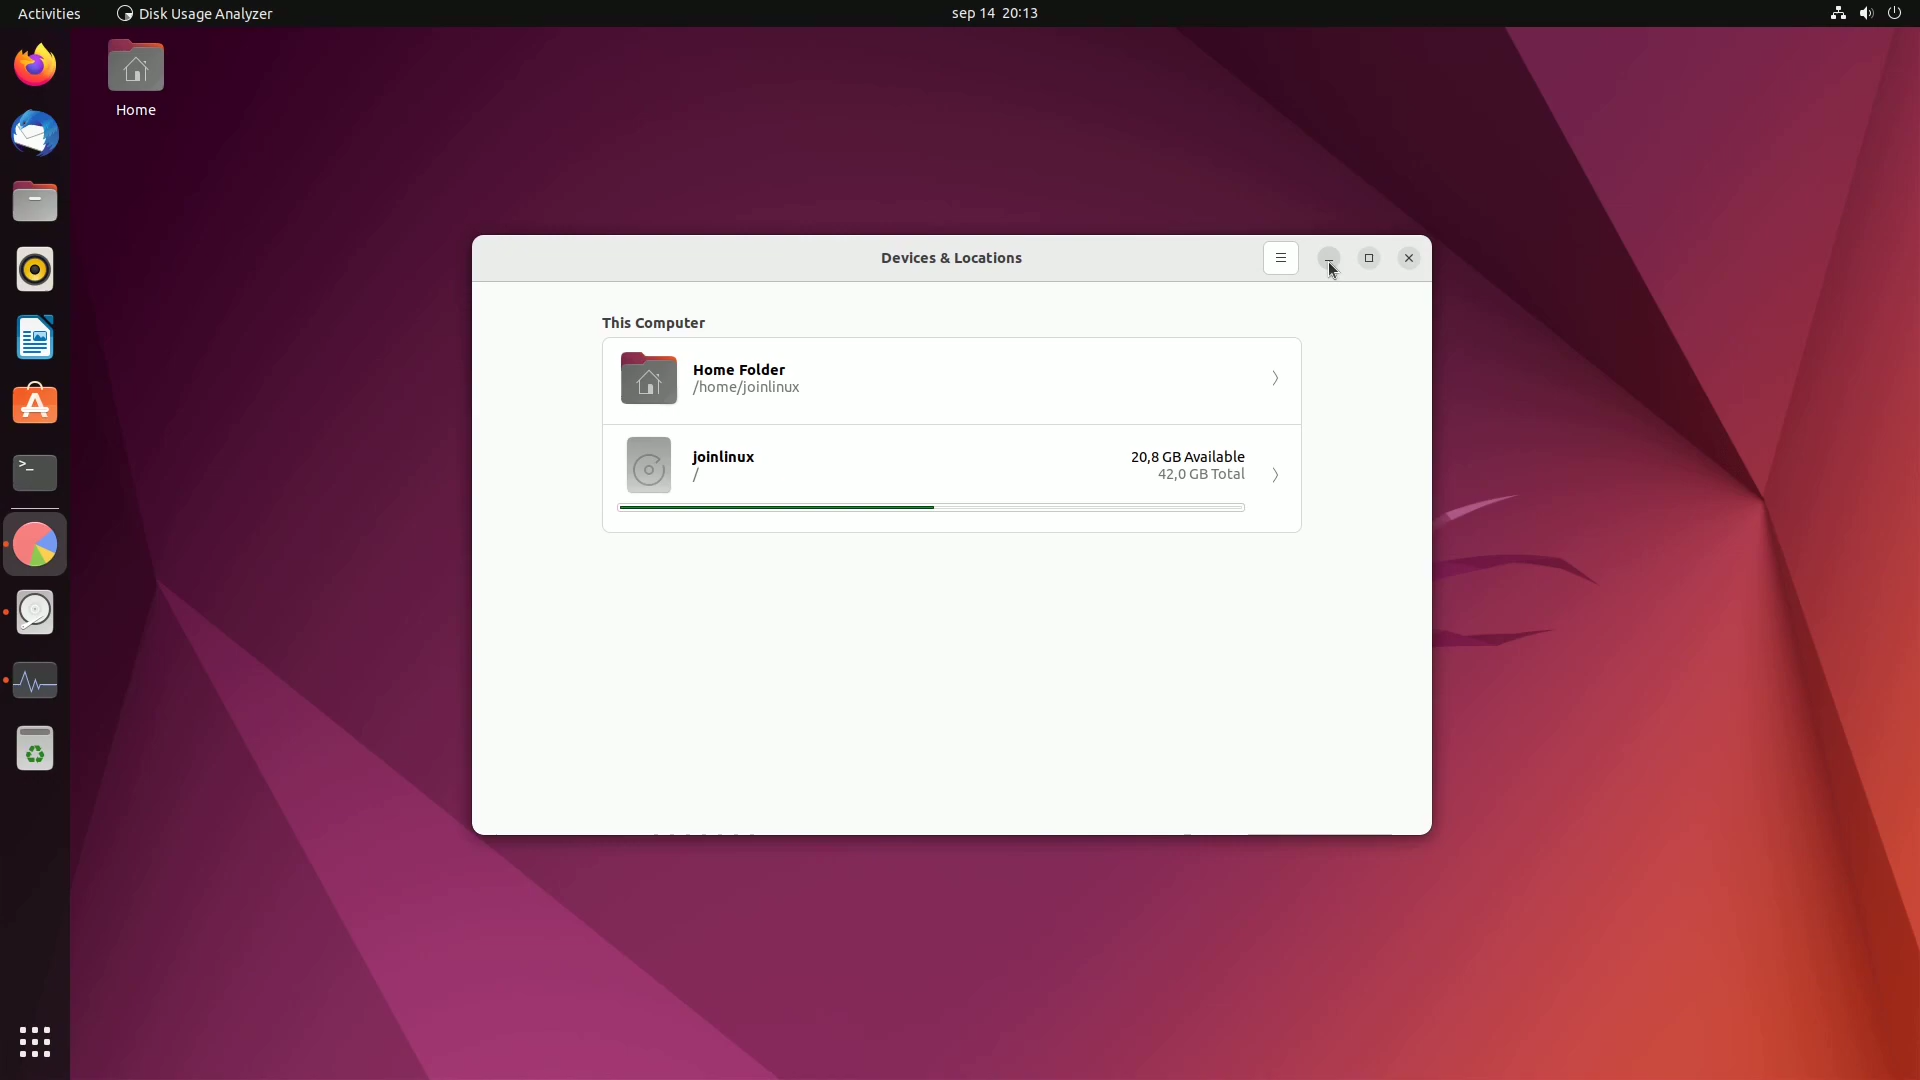 Activities
Disk Usage Analyzer
sep 14 20:13
Home
Devices & Locations
This Computer
Home Folder
/home/joinlinux
joinlinux
20,8 GB Available
/
42,0 GB Total